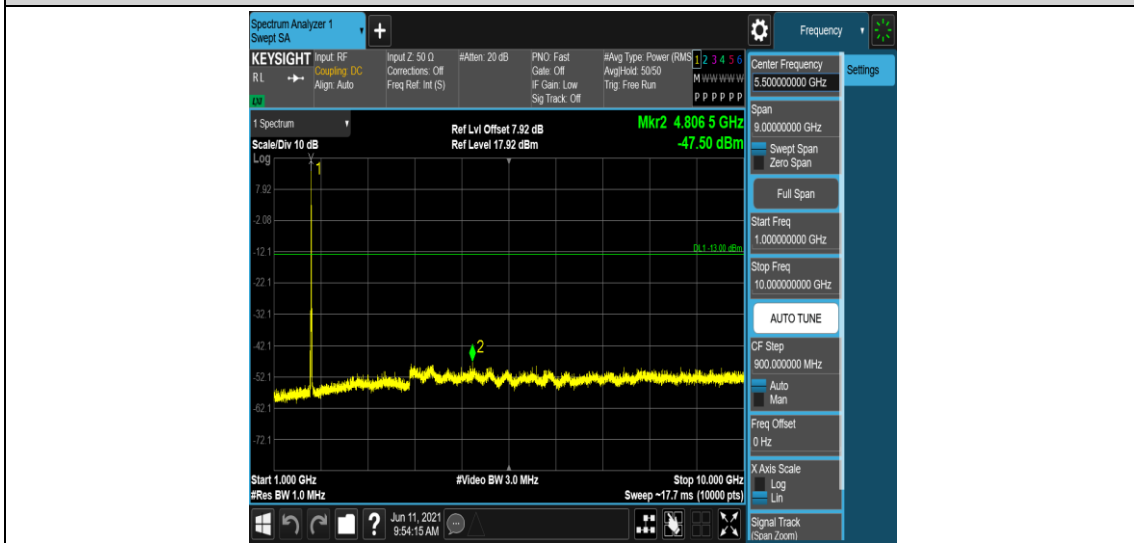 Spectrum Analyzer 1
Swept SA
+
Frequency
KEYSIGHT
RL
LXI
Input: RF
Coupling: DC
Align: Auto
Input Z: 50 Ω
Corrections: Off
Freq Ref: Int (S)
#Atten: 20 dB
PNO: Fast
Gate: Off
IF Gain: Low
Sig Track: Off
#Avg Type: Power (RMS
Avg|Hold: 50/50
Trig: Free Run
1 2 3 4 5 6
M W W W W W
P P P P P P
1 Spectrum
Scale/Div 10 dB
Log
Ref Lvl Offset 7.92 dB
Ref Level 17.92 dBm
Mkr2 4.806 5 GHz
-47.50 dBm
1
7.92
-2.08
-12.1
DL1 -13.00 dBm
-22.1
-32.1
-42.1
2
-52.1
-62.1
-72.1
Start 1.000 GHz
#Res BW 1.0 MHz
#Video BW 3.0 MHz
Stop 10.000 GHz
Sweep ~17.7 ms (10000 pts)
?
Jun 11, 2021
9:54:15 AM
Center Frequency
5.500000000 GHz
Settings
Span
9.00000000 GHz
Swept Span
Zero Span
Full Span
Start Freq
1.000000000 GHz
Stop Freq
10.000000000 GHz
AUTO TUNE
CF Step
900.000000 MHz
Auto
Man
Freq Offset
0 Hz
X Axis Scale
Log
Lin
Signal Track
(Span Zoom)